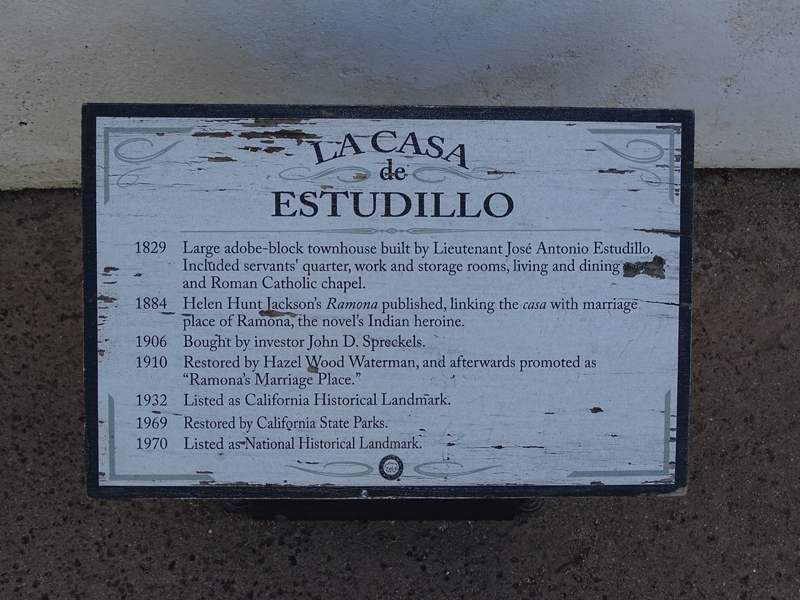 LA CASA
de
ESTUDILLO
1829 Large adobe-block townhouse built by Lieutenant José Antonio Estudillo.
Included servants' quarter, work and storage rooms, living and dining
and Roman Catholic chapel.
1884 Helen Hunt Jackson's Ramona published, linking the casa with marriage
place of Ramona, the novel's Indian heroine.
1906 Bought by investor John D. Spreckels.
1910 Restored by Hazel Wood Waterman, and afterwards promoted as
"Ramona's Marriage Place."
1932 Listed as California Historical Landmark.
1969 Restored by California State Parks.
1970 Listed as National Historical Landmark.